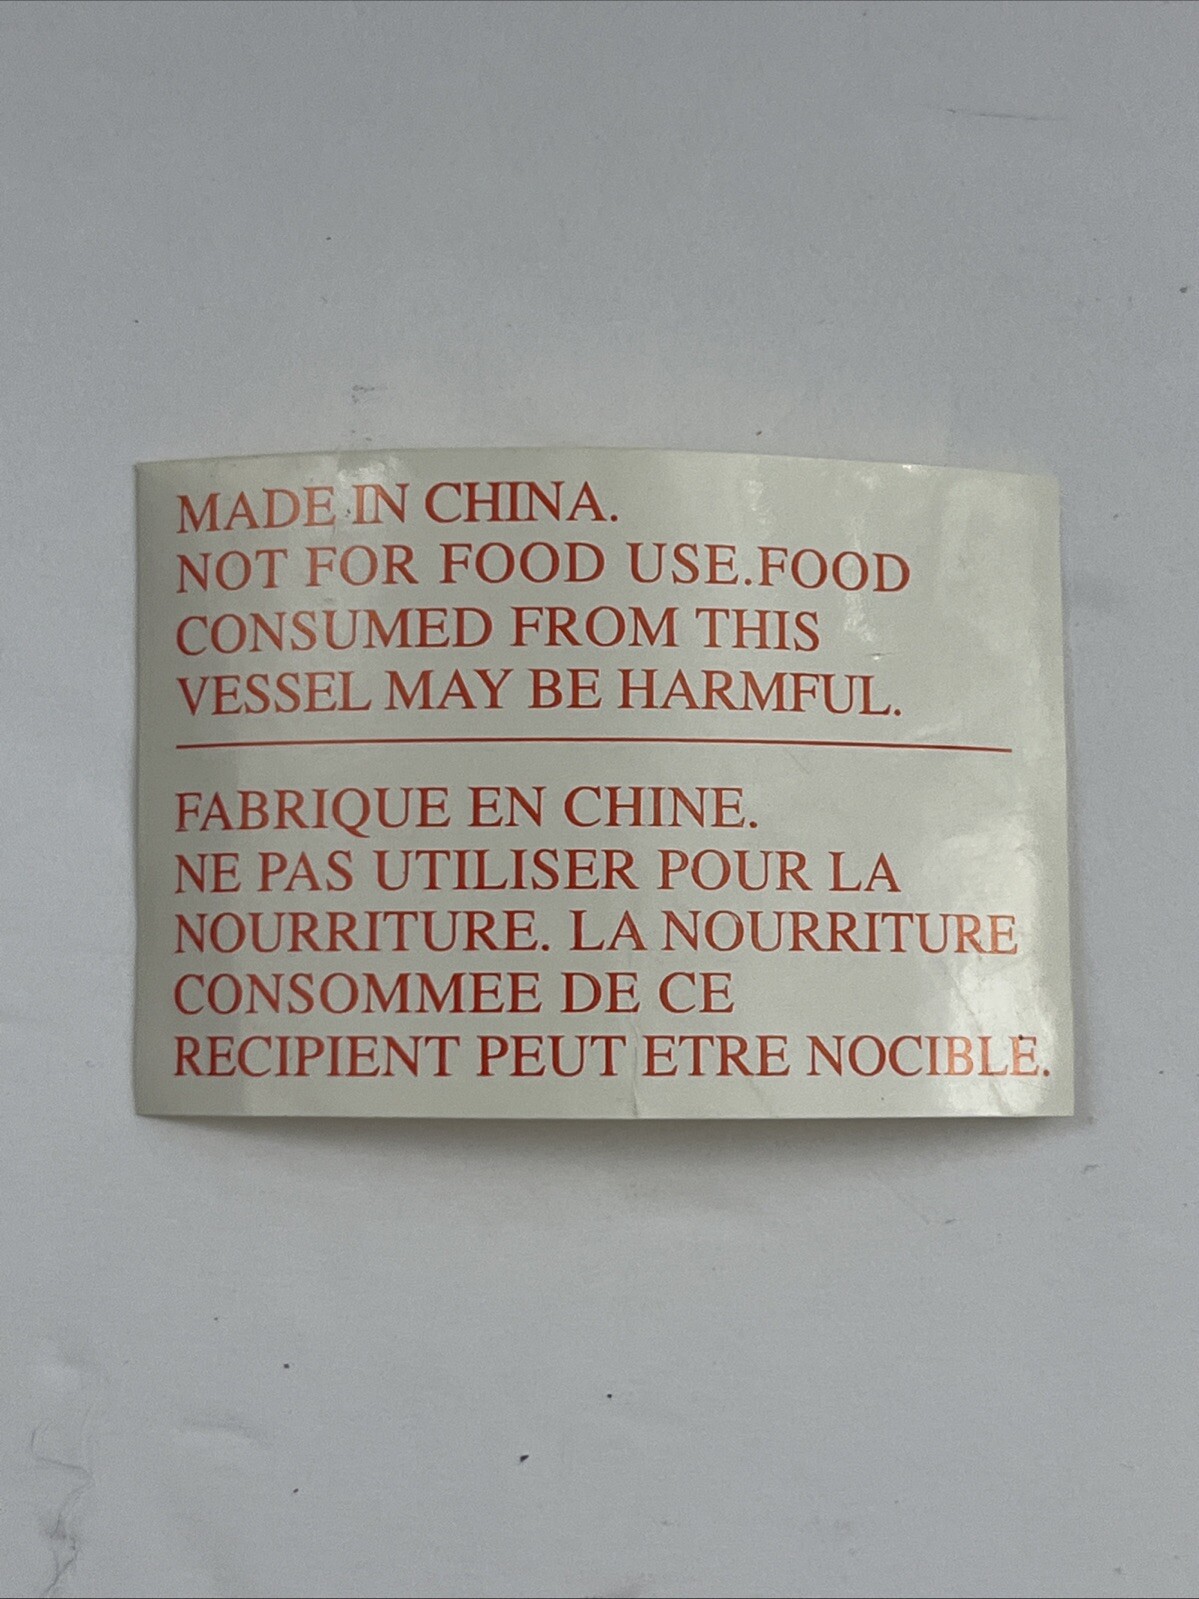 MADE IN CHINA.
NOT FOR FOOD USE.FOOD
CONSUMED FROM THIS
VESSEL MAY BE HARMFUL.
FABRIQUE EN CHINE.
NE PAS UTILISER POUR LA
NOURRITURE. LA NOURRITURE
CONSOMMEE DE CE
RECIPIENT PEUT ETRE NOCIBLE.